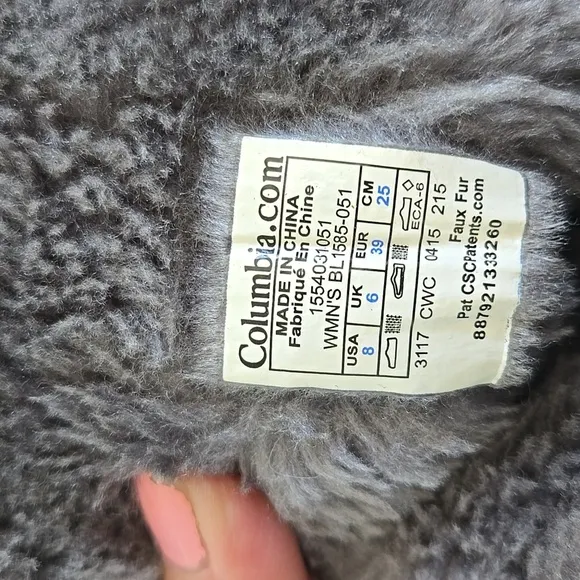 Columbia.com
MADE IN CHINA
Fabriqué En Chine
1554031051
WMN'S BL1585-051
USA UK EUR CM
8 6 39 25
ECA-6
3117 CWC 0415 215
Faux Fur
Pat CSCPatents.com
887921333260